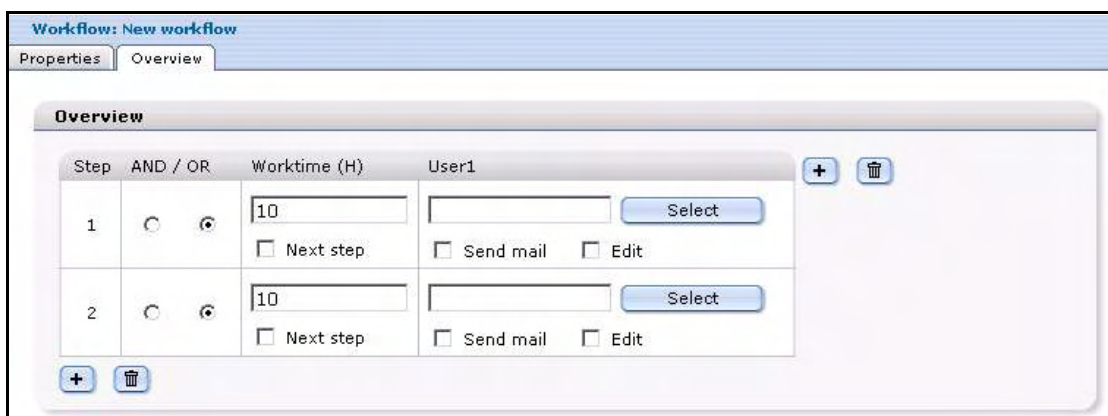 Workflow: New workflow
Properties Overview
Overview
Step AND / OR Worktime (H) User1
1 10 Select
Next step Send mail Edit
2 10 Select
Next step Send mail Edit